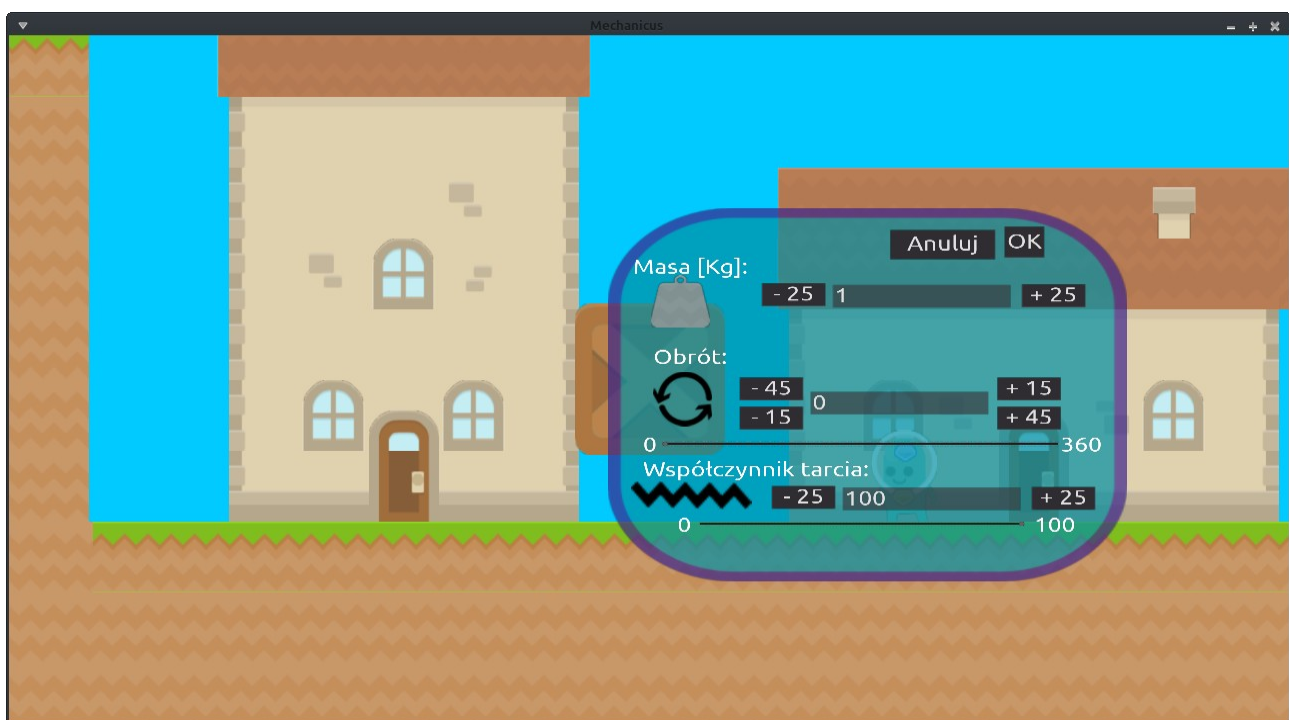 Mechanicus
Anuluj OK
Masa [Kg]:
- 25 1 + 25
Obrót:
- 45 + 15
0
- 15 + 45
0 360
Współczynnik tarcia:
- 25 100 + 25
0 100